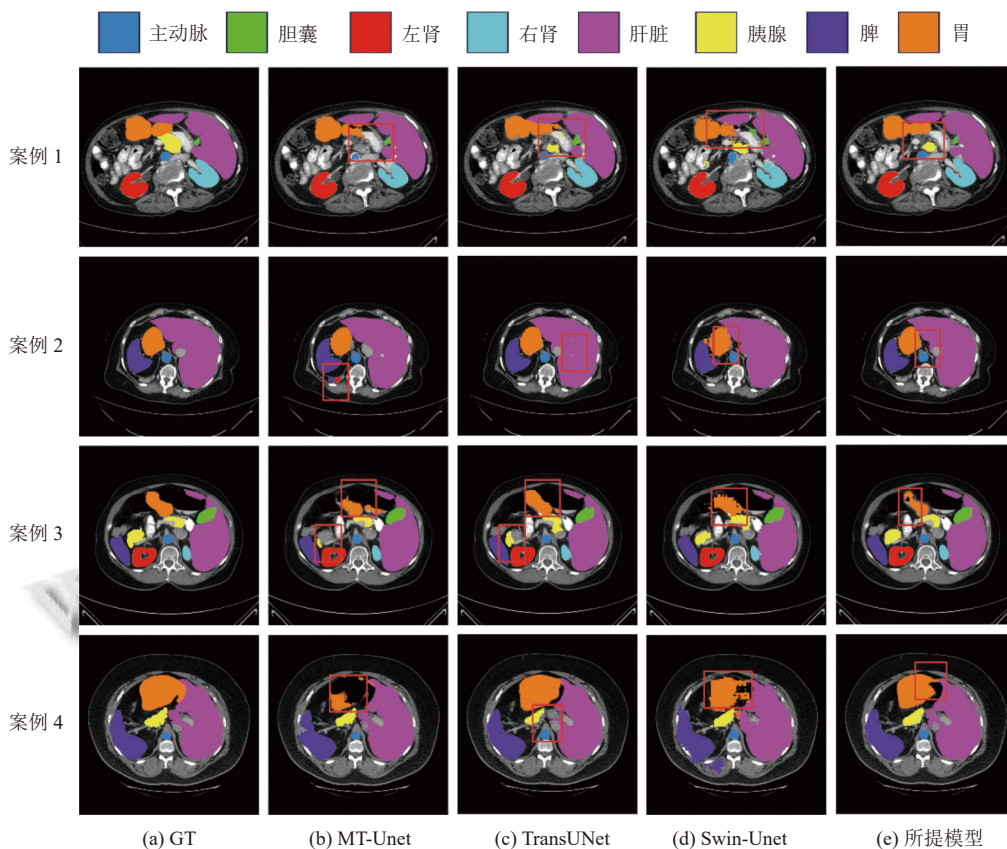 主动脉 胆囊 左肾 右肾 肝脏 胰腺 脾 胃
案例 1
案例 2
案例 3
案例 4
(a) GT (b) MT-Unet (c) TransUNet (d) Swin-Unet (e) 所提模型